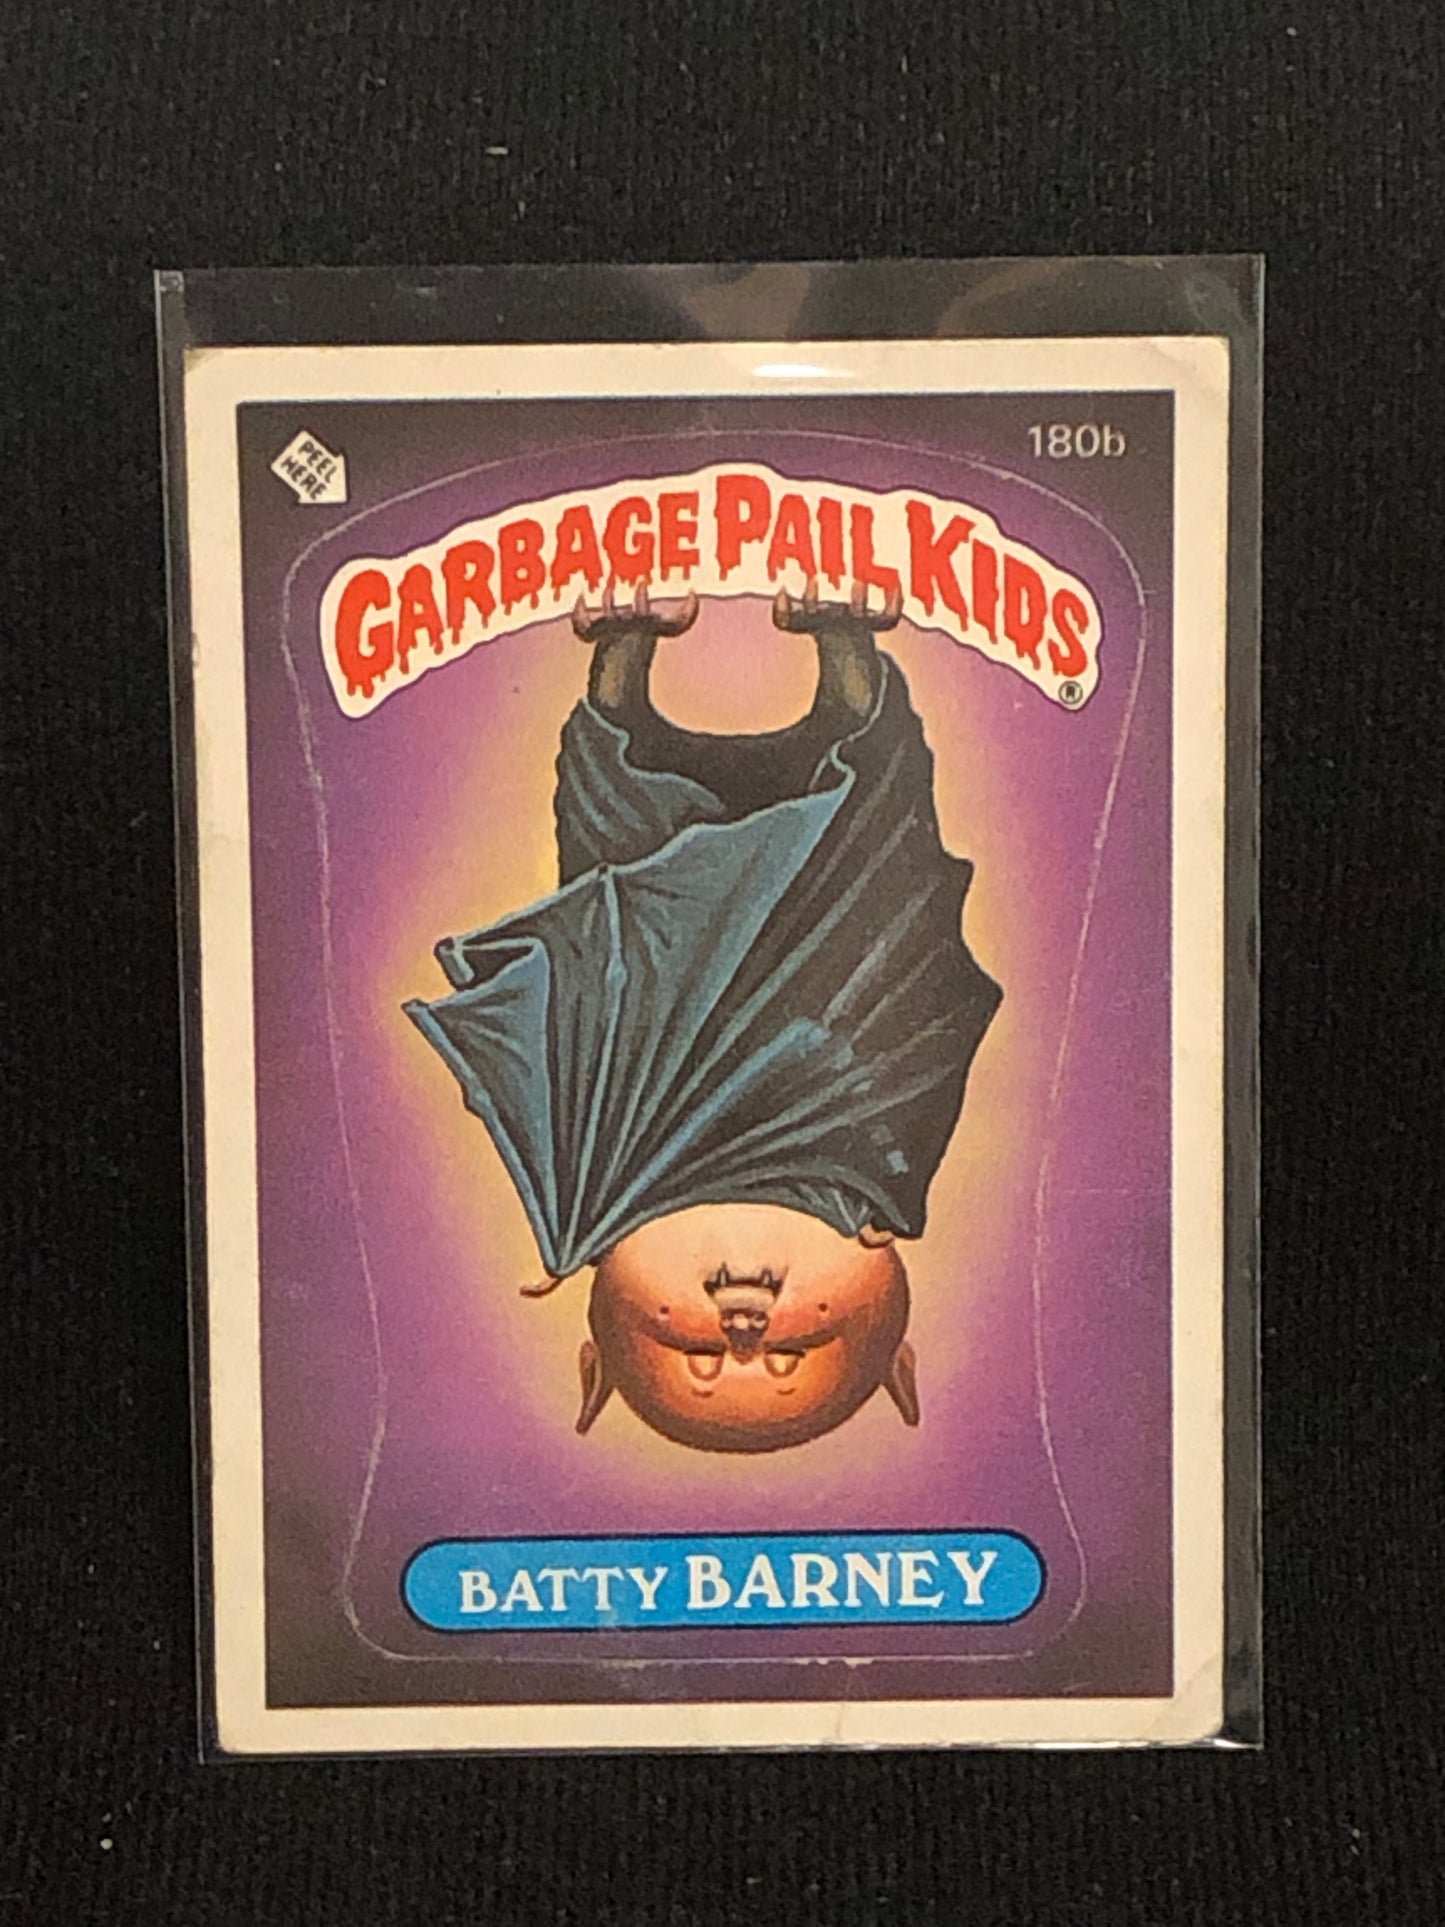 PEEL
HERE
180b
GARBAGE PAIL KIDS
®
BATTY BARNEY